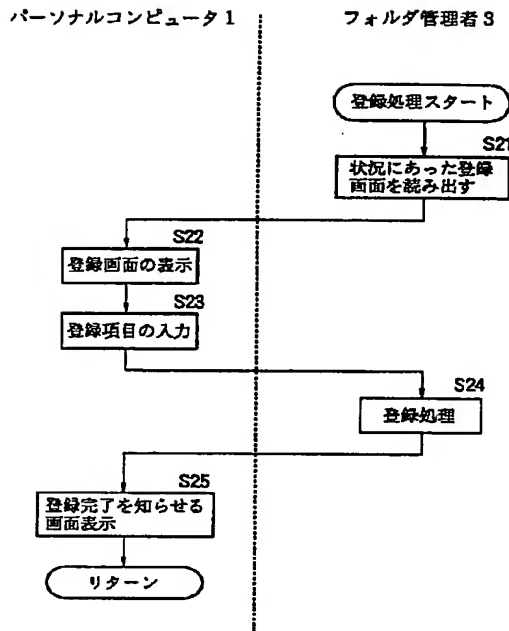 パーソナルコンピュータ1
フォルダ管理者3
登録処理スタート
S21
状況にあった登録
画面を読み出す
S22
登録画面の表示
S23
登録項目の入力
S24
登録処理
S25
登録完了を知らせる
画面表示
リターン